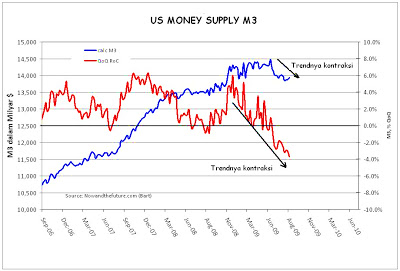 US MONEY SUPPLY M3
calc M3
QoQ RoC
Trendnya kontraksi
Trendnya kontraksi
M3 dalam Milyar $
15,000
14,500
14,000
13,500
13,000
12,500
12,000
11,500
11,000
10,500
10,000
8.0%
6.0%
4.0%
2.0%
0.0%
-2.0%
-4.0%
-6.0%
-8.0%
-10.0%
Source: Nowandthefuture.com (Bart)
Sep-06
Dec-06
Mar-07
Jun-07
Sep-07
Dec-07
Mar-08
Jun-08
Aug-08
Nov-08
Mar-09
Jun-09
Aug-09
Nov-09
Mar-10
Jun-10